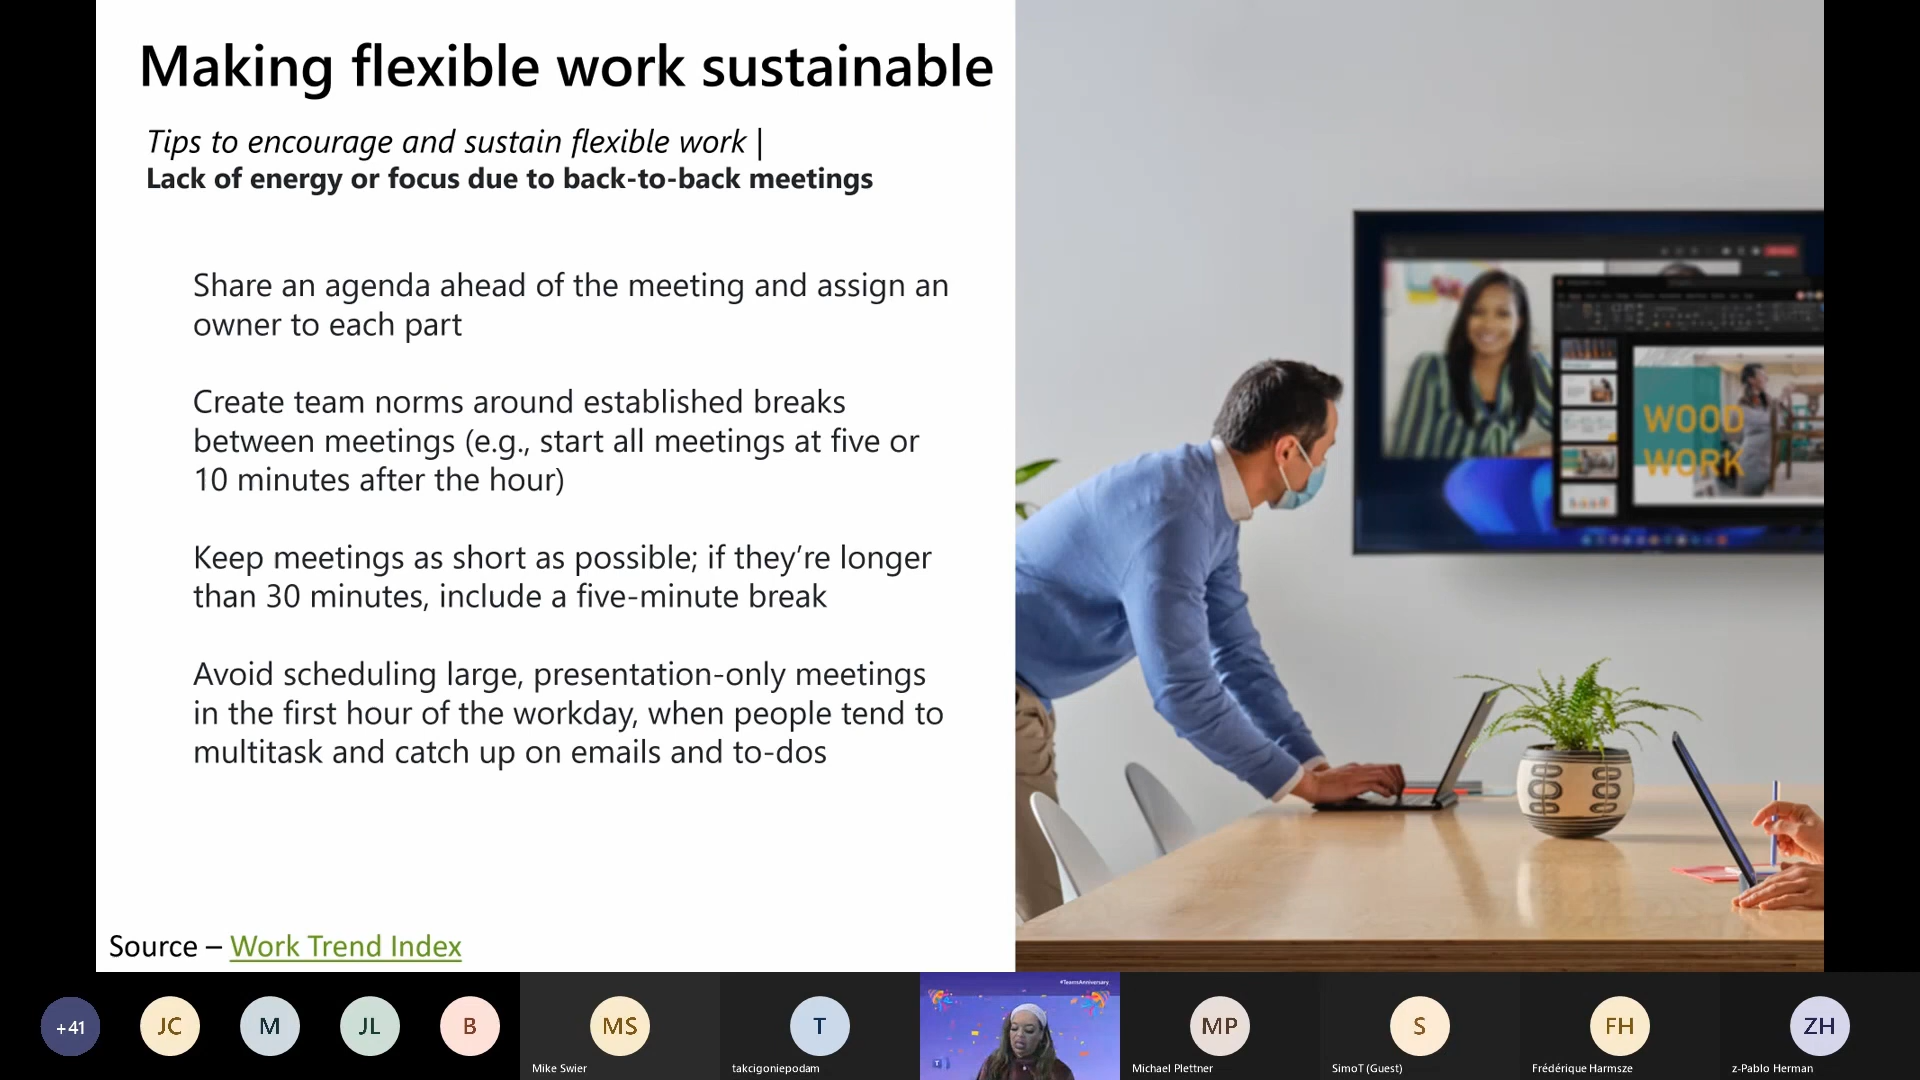 Making flexible work sustainable
Tips to encourage and sustain flexible work |
Lack of energy or focus due to back-to-back meetings
Share an agenda ahead of the meeting and assign an
owner to each part
Create team norms around established breaks
between meetings (e.g., start all meetings at five or
10 minutes after the hour)
Keep meetings as short as possible; if they’re longer
than 30 minutes, include a five-minute break
Avoid scheduling large, presentation-only meetings
in the first hour of the workday, when people tend to
multitask and catch up on emails and to-dos
Source – Work Trend Index
WOOD
WORK
+41
JC
M
JL
B
MS
Mike Swier
T
takcigoniepodam
#TeamsAnniversary
MP
Michael Plettner
S
SimoT (Guest)
FH
Frédérique Harmsze
ZH
z-Pablo Herman